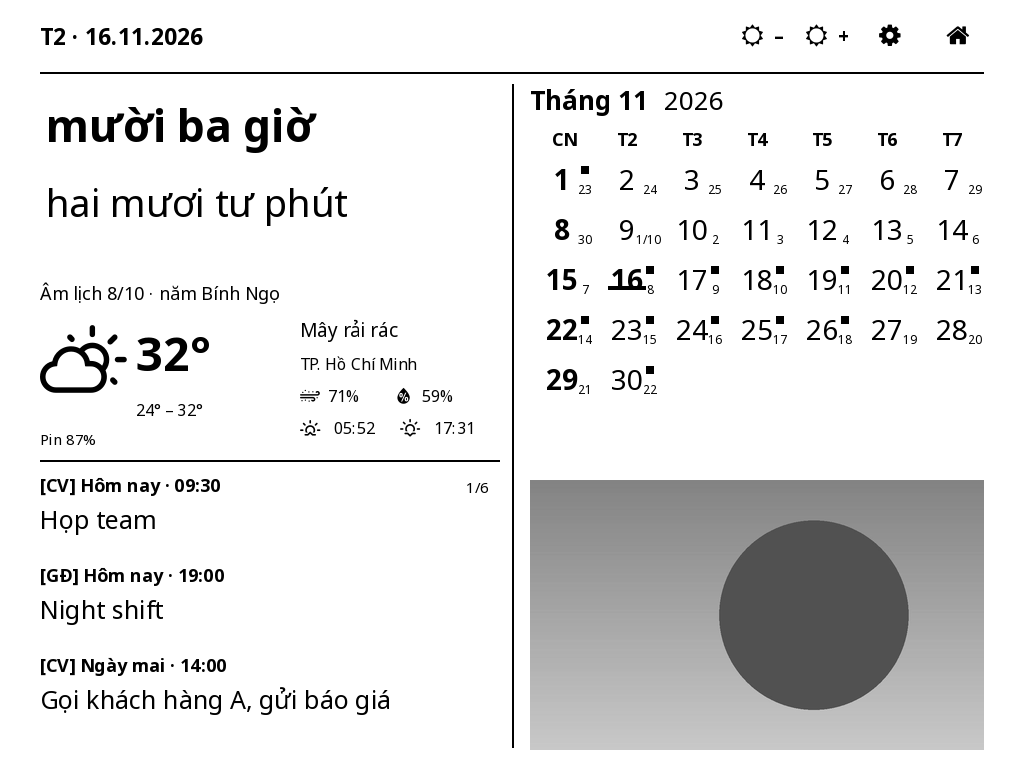 T2 · 16.11.2026
– +
mười ba giờ
hai mươi tư phút
Âm lịch 8/10 · năm Bính Ngọ
32°
24° – 32°
Pin 87%
Mây rải rác
TP. Hồ Chí Minh
71% 59%
05:52 17:31
[CV] Hôm nay · 09:30 1/6
Họp team
[GĐ] Hôm nay · 19:00
Night shift
[CV] Ngày mai · 14:00
Gọi khách hàng A, gửi báo giá
Tháng 11 2026
CN T2 T3 T4 T5 T6 T7
1 23 2 24 3 25 4 26 5 27 6 28 7 29
8 30 9 1/10 10 2 11 3 12 4 13 5 14 6
15 7 16 8 17 9 18 10 19 11 20 12 21 13
22 14 23 15 24 16 25 17 26 18 27 19 28 20
29 21 30 22